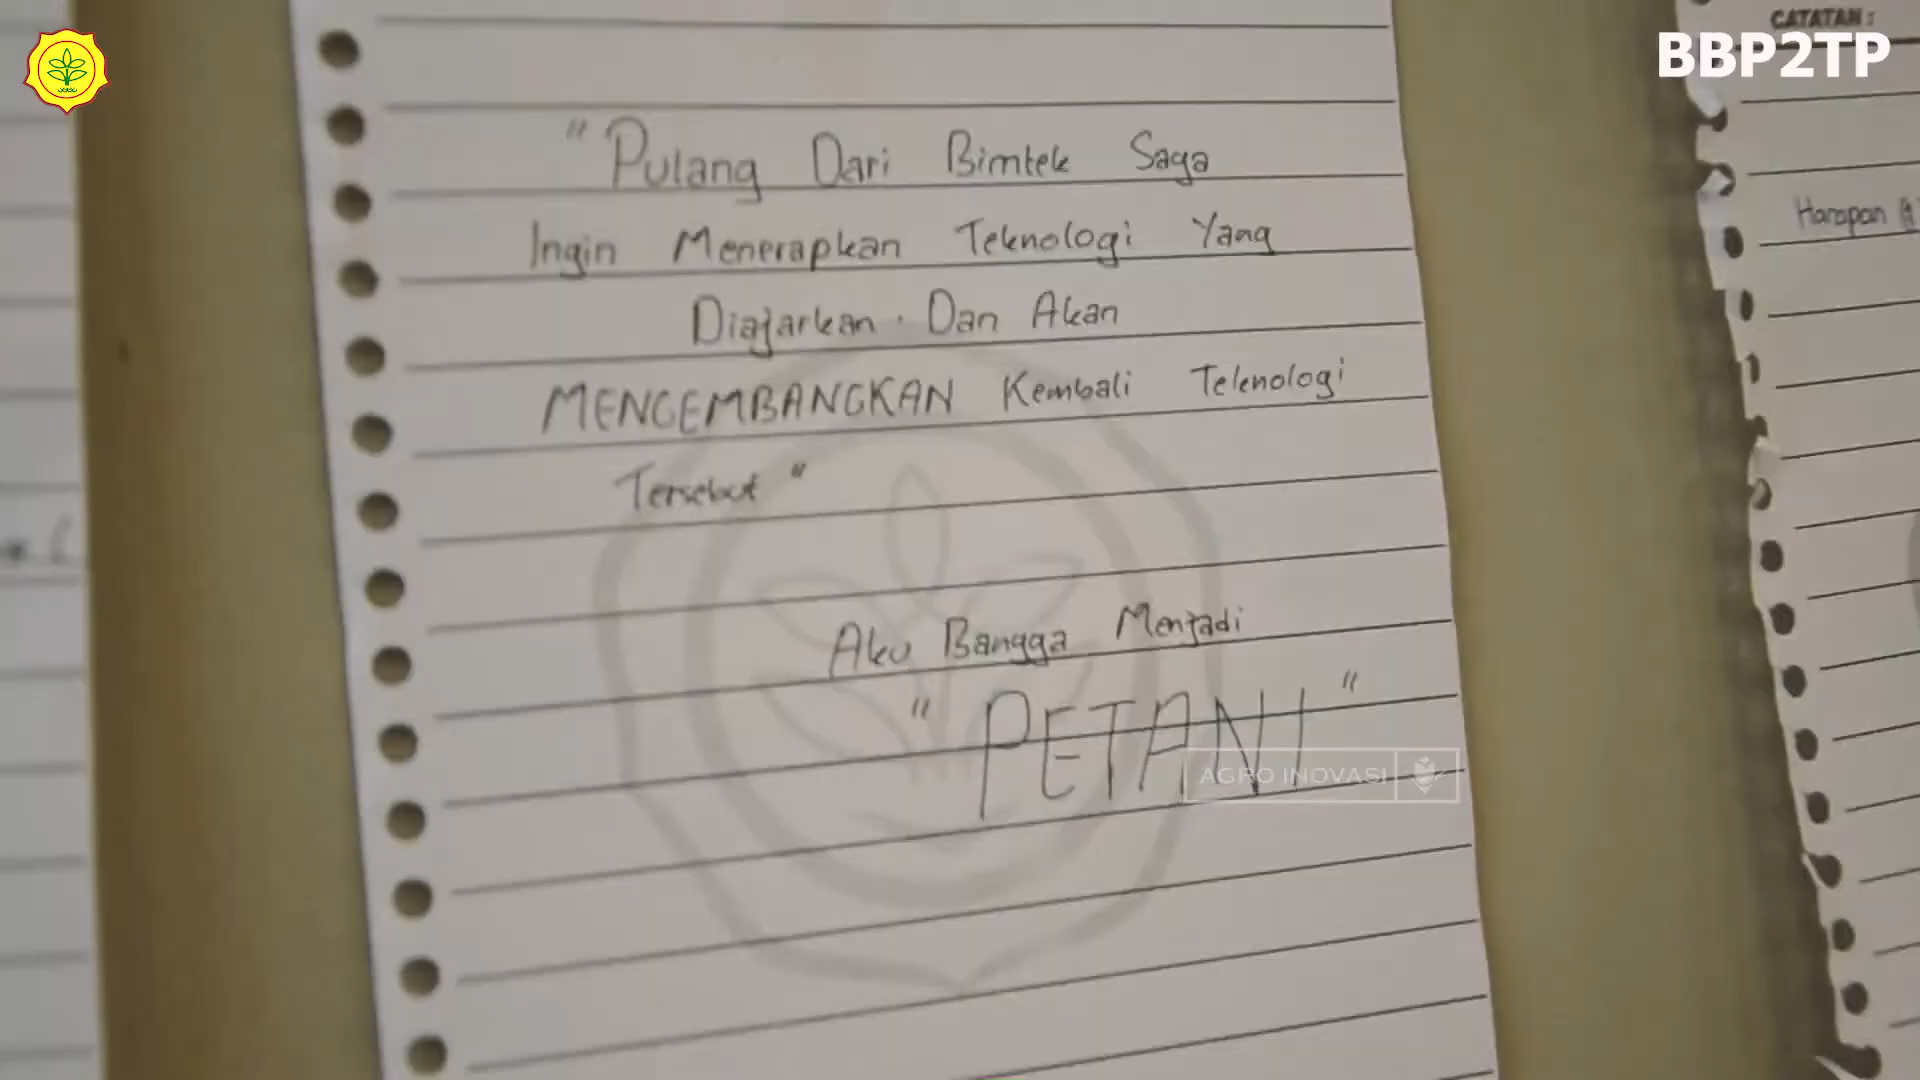 CATATAN :
BBP2TP
"Pulang Dari Bimtek Saya
Ingin Menerapkan Teknologi Yang
Diajarkan. Dan Akan
MENGEMBANGKAN Kembali Teknologi
Tersebut"
Aku Bangga Menjadi
"PETANI"
AGRO INOVASI
Harapan